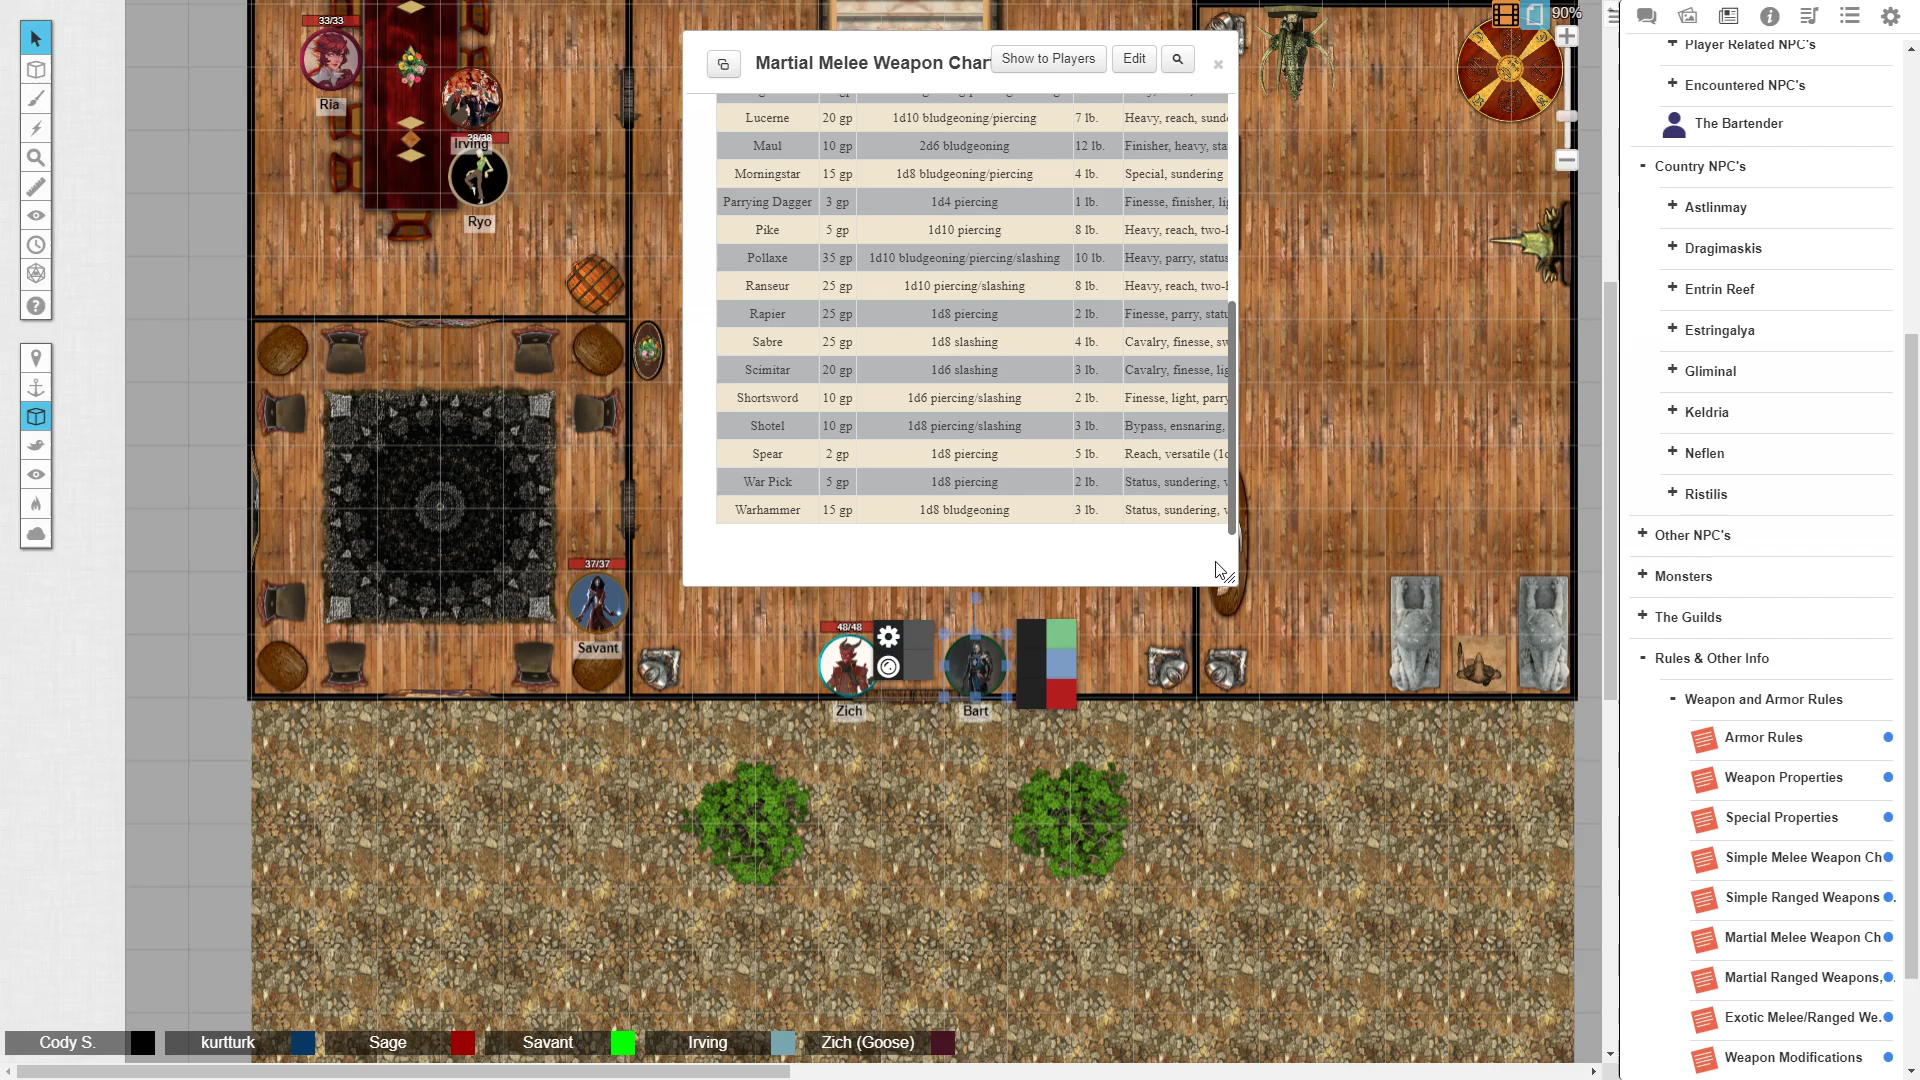 33/33
Ria
28/38
Irving
Ryo
37/37
Savant
48/48
Zich
Bart
90%
Martial Melee Weapon Char
Show to Players
Edit
Lucerne 20 gp 1d10 bludgeoning/piercing 7 lb. Heavy, reach, sund
Maul 10 gp 2d6 bludgeoning 12 lb. Finisher, heavy, sta
Morningstar 15 gp 1d8 bludgeoning/piercing 4 lb. Special, sundering
Parrying Dagger 3 gp 1d4 piercing 1 lb. Finesse, finisher, li
Pike 5 gp 1d10 piercing 8 lb. Heavy, reach, two-
Pollaxe 35 gp 1d10 bludgeoning/piercing/slashing 10 lb. Heavy, parry, status
Ranseur 25 gp 1d10 piercing/slashing 8 lb. Heavy, reach, two-
Rapier 25 gp 1d8 piercing 2 lb. Finesse, parry, statu
Sabre 25 gp 1d8 slashing 4 lb. Cavalry, finesse, sw
Scimitar 20 gp 1d6 slashing 3 lb. Cavalry, finesse, lig
Shortsword 10 gp 1d6 piercing/slashing 2 lb. Finesse, light, parry
Shotel 10 gp 1d8 piercing/slashing 3 lb. Bypass, ensnaring,
Spear 2 gp 1d8 piercing 5 lb. Reach, versatile (1d
War Pick 5 gp 1d8 piercing 2 lb. Status, sundering, v
Warhammer 15 gp 1d8 bludgeoning 3 lb. Status, sundering, v
Player Related NPC's
Encountered NPC's
The Bartender
Country NPC's
Astlinmay
Dragimaskis
Entrin Reef
Estringalya
Gliminal
Keldria
Neflen
Ristilis
Other NPC's
Monsters
The Guilds
Rules & Other Info
Weapon and Armor Rules
Armor Rules
Weapon Properties
Special Properties
Simple Melee Weapon Ch
Simple Ranged Weapons .
Martial Melee Weapon Ch
Martial Ranged Weapons,.
Exotic Melee/Ranged We.
Weapon Modifications
Cody S.
kurtturk
Sage
Savant
Irving
Zich (Goose)